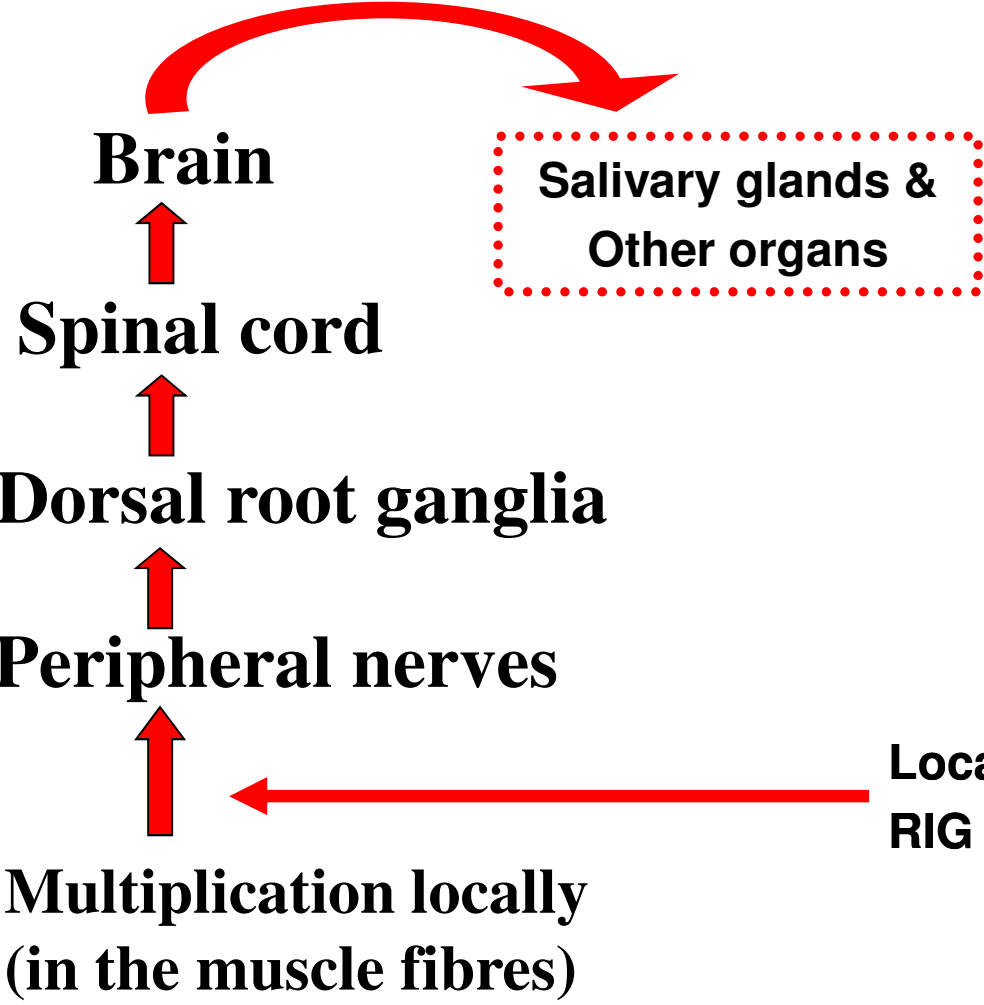 Brain
Salivary glands &
Other organs
Spinal cord
Dorsal root ganglia
Peripheral nerves
RIG
Multiplication locally
(in the muscle fibres)